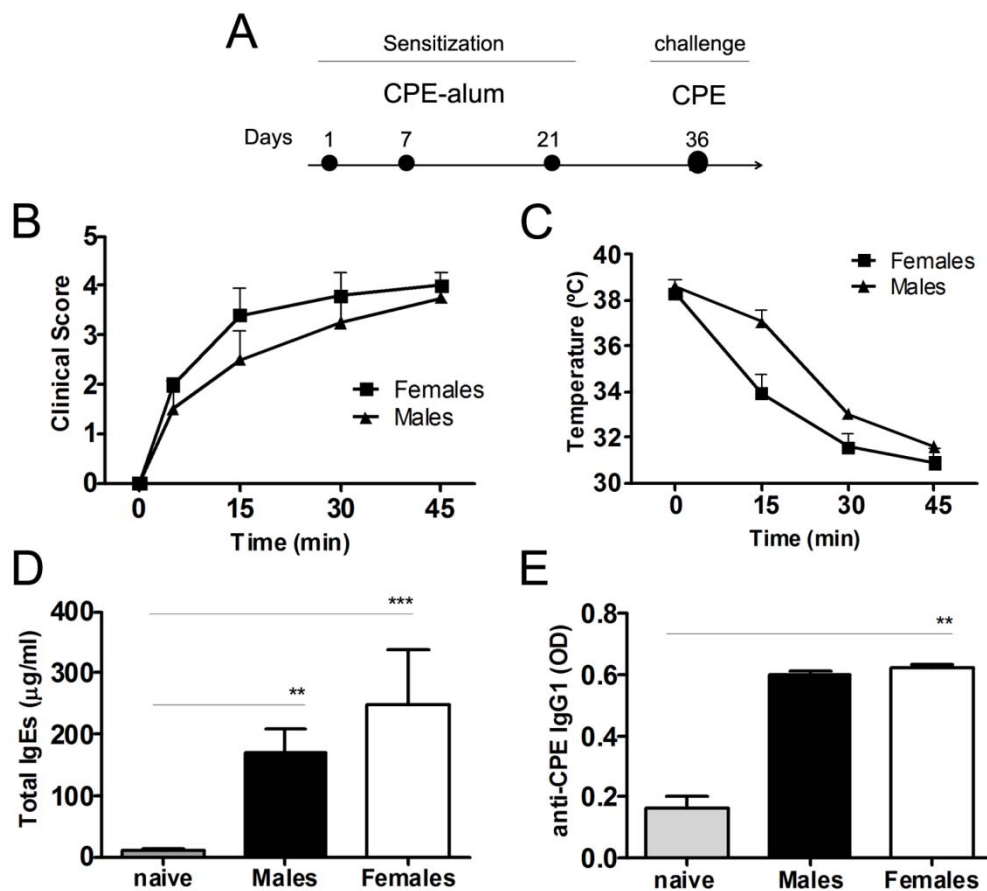 A
Sensitization challenge
CPE-alum CPE
Days 1 7 21 36
B
5
4
3
2
1
0
Clinical Score
Females
Males
0 15 30 45
Time (min)
C
40
38
36
34
32
30
Temperature (ºC)
Females
Males
0 15 30 45
Time (min)
D
400
300
200
100
0
Total IgEs (µg/ml)
***
**
naive Males Females
E
0.8
0.6
0.4
0.2
0.0
anti-CPE IgG1 (OD)
**
naive Males Females